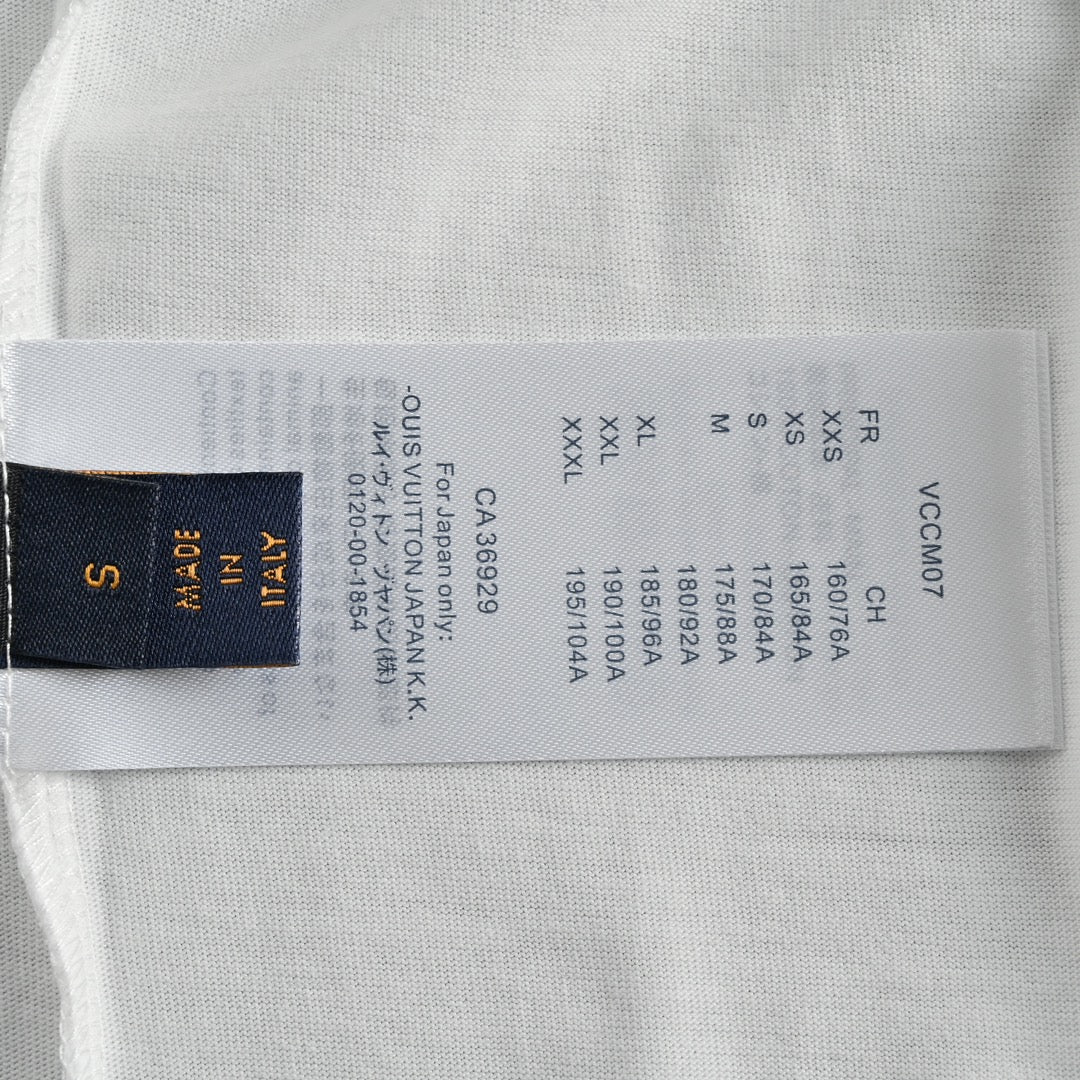 VCCM07
FR CH
XXS 160/76A
XS 165/84A
S 170/84A
M 175/88A
180/92A
XL 185/96A
XXL 190/100A
XXXL 195/104A
CA36929
For Japan only:
-OUIS VUITTON JAPAN K.K.
ルイ・ヴィトン ヂャパン(株)
0120-00-1854
MADE
IN
ITALY
S